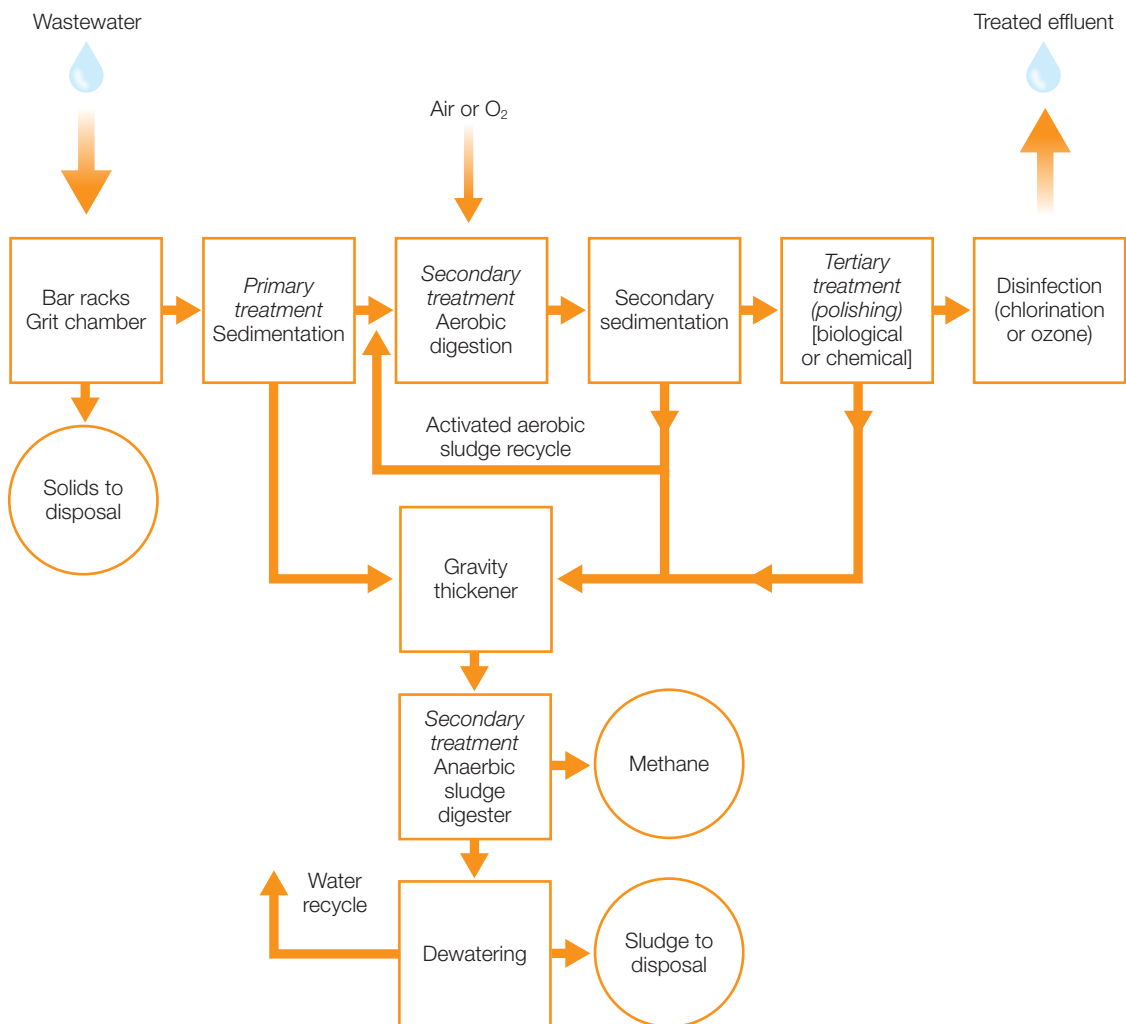 Wastewater
Treated effluent
Air or O₂
Bar racks
Grit chamber
Primary
treatment
Sedimentation
Secondary
treatment
Aerobic
digestion
Secondary
sedimentation
Tertiary
treatment
(polishing)
[biological
or chemical]
Disinfection
(chlorination
or ozone)
Activated aerobic
sludge recycle
Solids to
disposal
Gravity
thickener
Secondary
treatment
Anaerbic
sludge
digester
Methane
Water
recycle
Dewatering
Sludge to
disposal